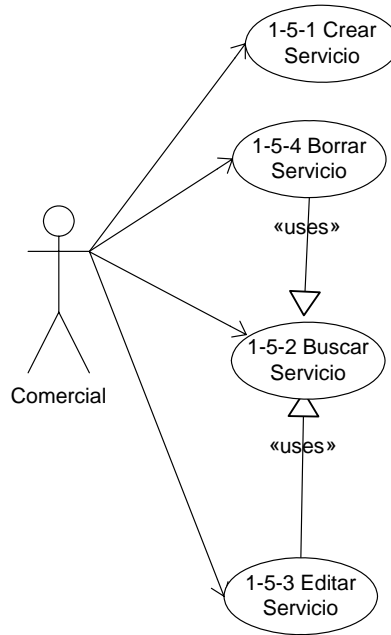 1-5-1 Crear
Servicio
1-5-4 Borrar
Servicio
«uses»
1-5-2 Buscar
Servicio
Comercial
«uses»
1-5-3 Editar
Servicio